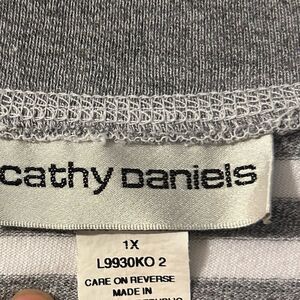 cathy Daniels
1X
L9930KO 2
CARE ON REVERSE
MADE IN